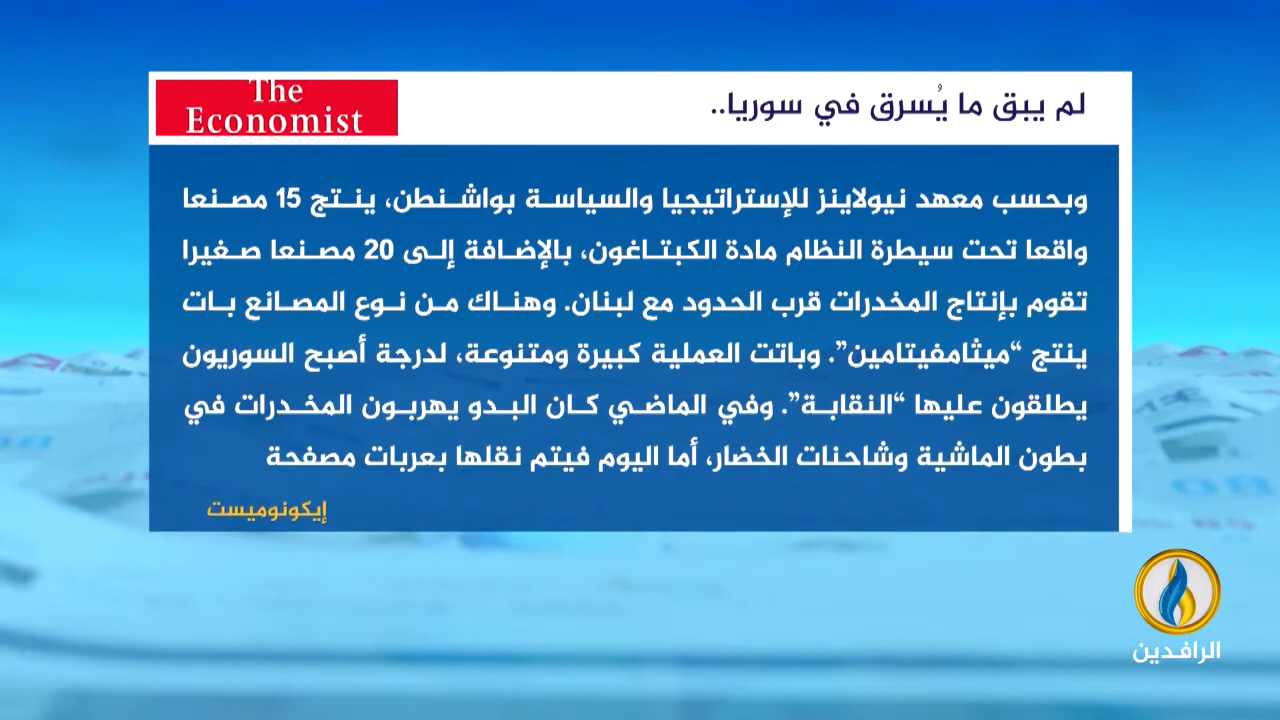 The
Economist
لم يبق ما يُسرق في سوريا..
وبحسب معهد نيولاينز للإستراتيجيا والسياسة بواشنطن، ينتج 15 مصنعا
واقعا تحت سيطرة النظام مادة الكبتاغون، بالإضافة إلى 20 مصنعا صغيرا
تقوم بإنتاج المخدرات قرب الحدود مع لبنان. وهناك من نوع المصانع بات
ينتج “ميثامفيتامين”. وباتت العملية كبيرة ومتنوعة، لدرجة أصبح السوريون
يطلقون عليها “النقابة”. وفي الماضي كان البدو يهربون المخدرات في
بطون الماشية وشاحنات الخضار، أما اليوم فيتم نقلها بعربات مصفحة
إيكونوميست
الرافدين